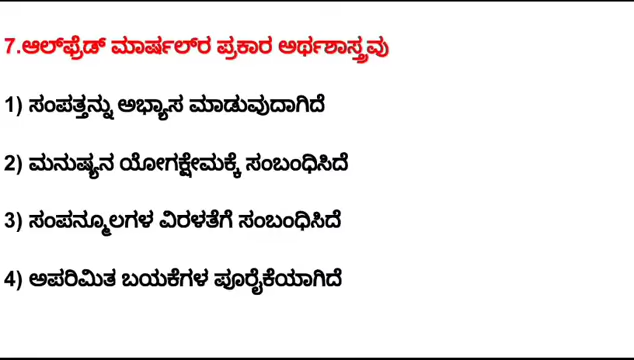 7.ಆಲ್‌ಫ್ರೆಡ್ ಮಾರ್ಷಲ್‌ರ ಪ್ರಕಾರ ಅರ್ಥಶಾಸ್ತ್ರವು
1) ಸಂಪತ್ತನ್ನು ಅಭ್ಯಾಸ ಮಾಡುವುದಾಗಿದೆ
2) ಮನುಷ್ಯನ ಯೋಗಕ್ಷೇಮಕ್ಕೆ ಸಂಬಂಧಿಸಿದೆ
3) ಸಂಪನ್ಮೂಲಗಳ ವಿರಳತೆಗೆ ಸಂಬಂಧಿಸಿದೆ
4) ಅಪರಿಮಿತ ಬಯಕೆಗಳ ಪೂರೈಕೆಯಾಗಿದೆ